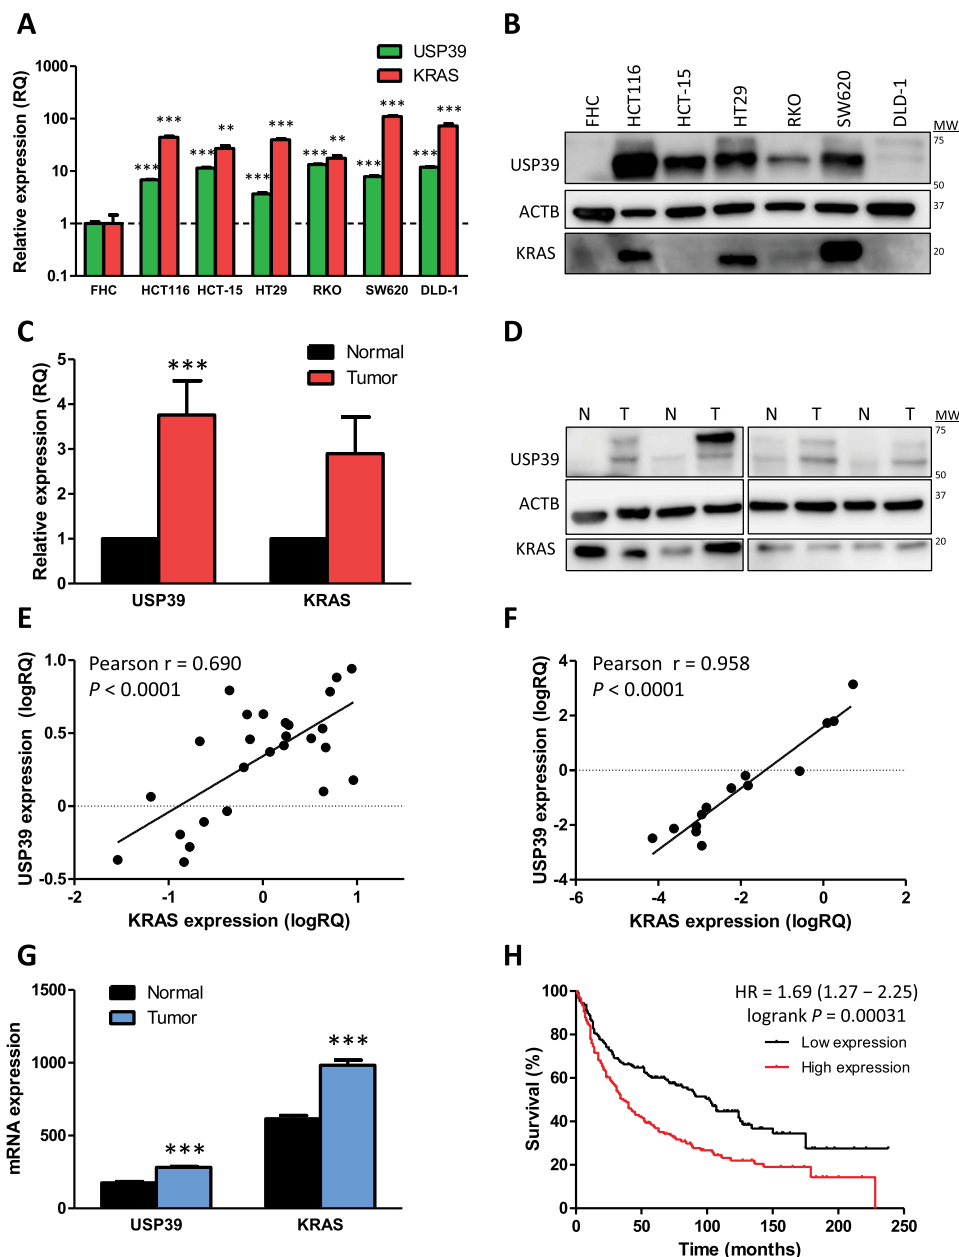 A
USP39
KRAS
Relative expression (RQ)
1000
100
10
1
0.1
*** *** *** ** *** *** *** ** *** *** *** ***
FHC HCT116 HCT-15 HT29 RKO SW620 DLD-1
B
FHC HCT116 HCT-15 HT29 RKO SW620 DLD-1
MW
USP39 75
50
ACTB 37
KRAS 20
C
Normal
Tumor
Relative expression (RQ)
5
4
3
2
1
0
***
USP39 KRAS
D
N T N T N T N T
MW
USP39 75
50
ACTB 37
KRAS 20
E
Pearson r = 0.690
P < 0.0001
USP39 expression (logRQ)
1.0
0.5
0
-0.5
-2 -1 0 1
KRAS expression (logRQ)
F
Pearson r = 0.958
P < 0.0001
USP39 expression (logRQ)
4
2
0
-2
-4
-6 -4 -2 0 2
KRAS expression (logRQ)
G
Normal
Tumor
mRNA expression
1500
1000
500
0
*** ***
USP39 KRAS
H
HR = 1.69 (1.27 – 2.25)
logrank P = 0.00031
Low expression
High expression
Survival (%)
100
80
60
40
20
0
0 50 100 150 200 250
Time (months)